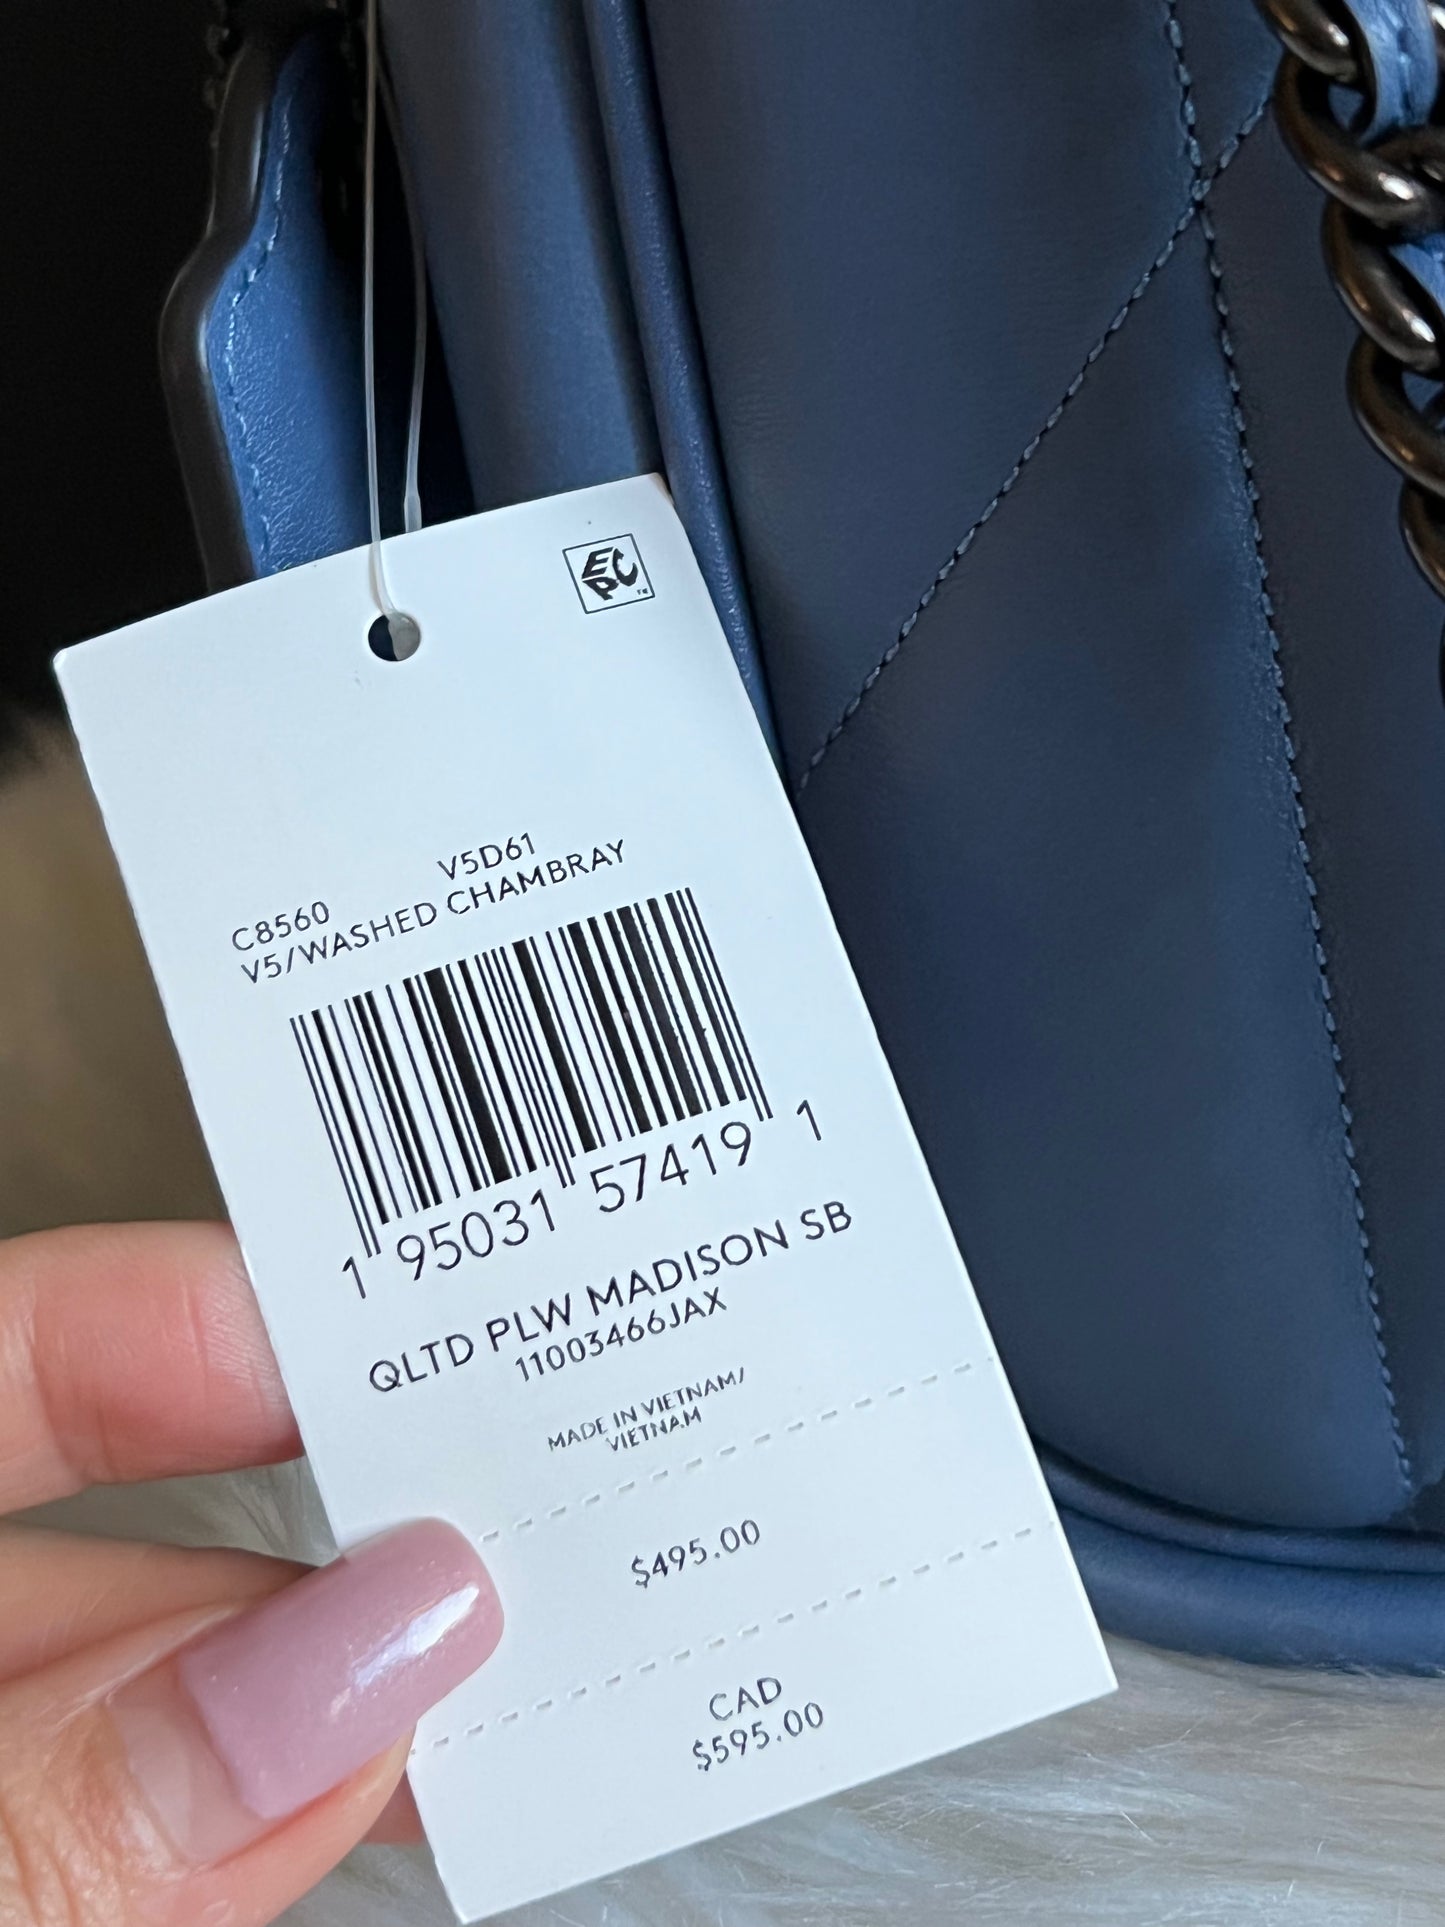 EPC
V5D61
C8560
V5/WASHED CHAMBRAY
1 95031 57419 1
QLTD PLW MADISON SB
11003466JAX
MADE IN VIETNAM/
VIETNAM
$495.00
CAD
$595.00